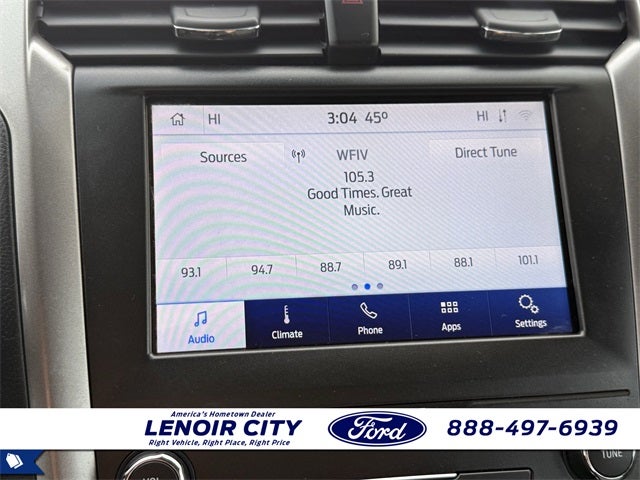 HI 3:04 45° HI
Sources WFIV Direct Tune
105.3
Good Times. Great
Music.
93.1 94.7 88.7 89.1 88.1 101.1
Audio Climate Phone Apps Settings
America's Hometown Dealer
LENOIR CITY
Right Vehicle, Right Place, Right Price
Ford
888-497-6939
VOL
TUNE